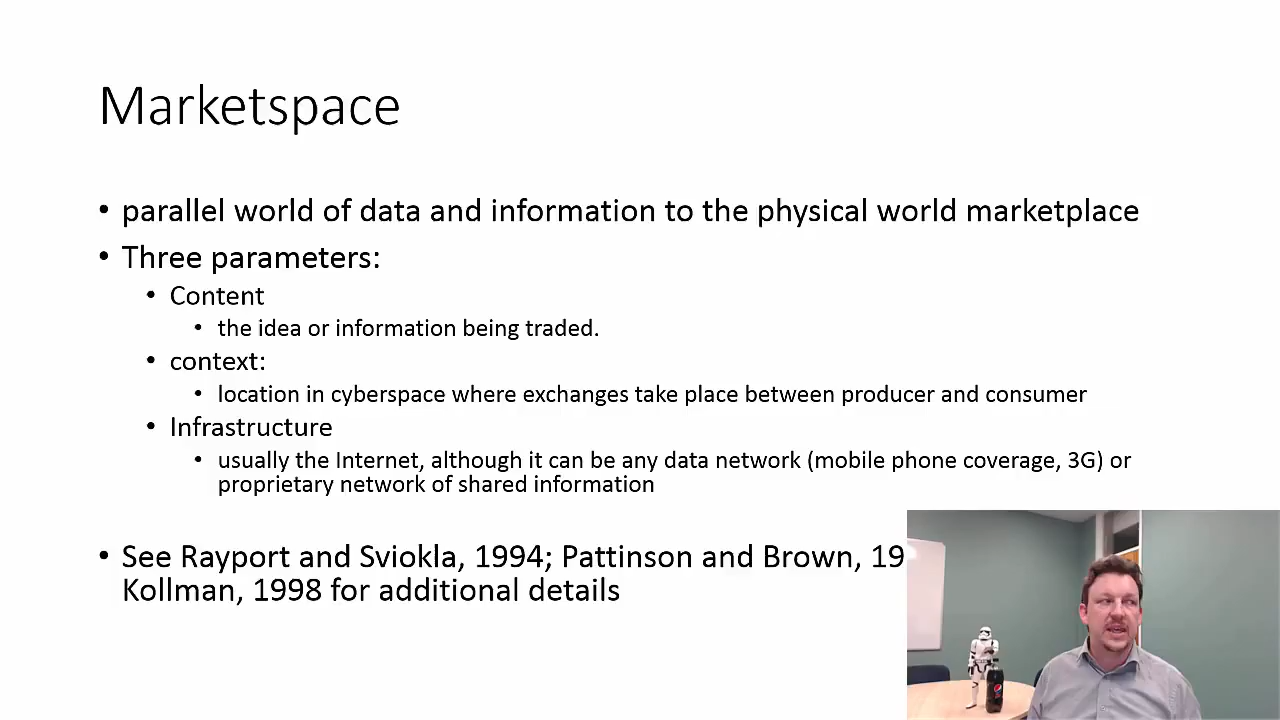 Marketspace
• parallel world of data and information to the physical world marketplace
• Three parameters:
• Content
• the idea or information being traded.
• context:
• location in cyberspace where exchanges take place between producer and consumer
• Infrastructure
• usually the Internet, although it can be any data network (mobile phone coverage, 3G) or
proprietary network of shared information
• See Rayport and Sviokla, 1994; Pattinson and Brown, 19
Kollman, 1998 for additional details